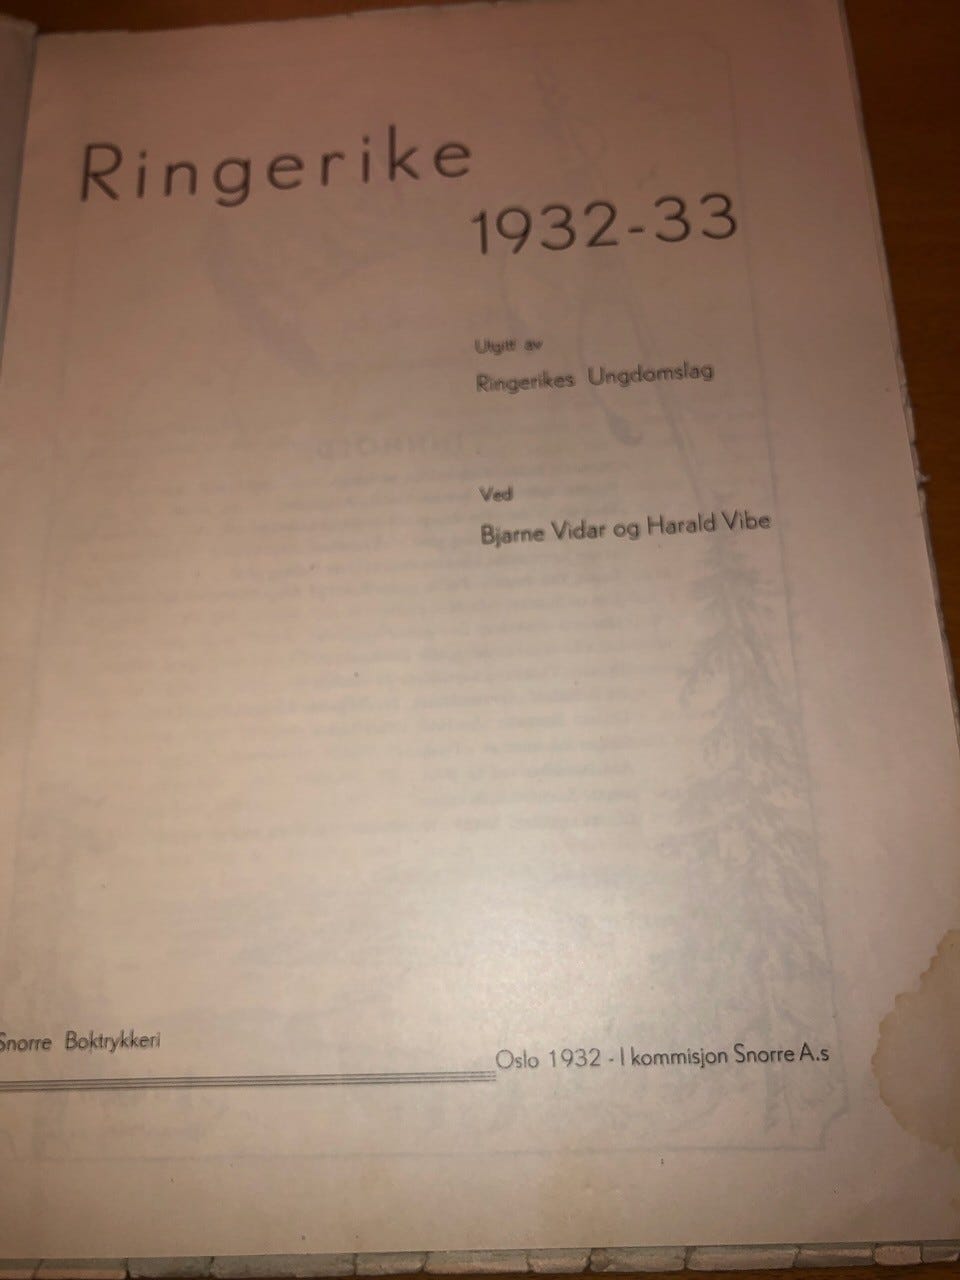 Ringerike
1932-33
Utgitt av
Ringerikes Ungdomslag
Ved
Bjarne Vidar og Harald Vibe
Snorre Boktrykkeri
Oslo 1932 - I kommisjon Snorre A.s